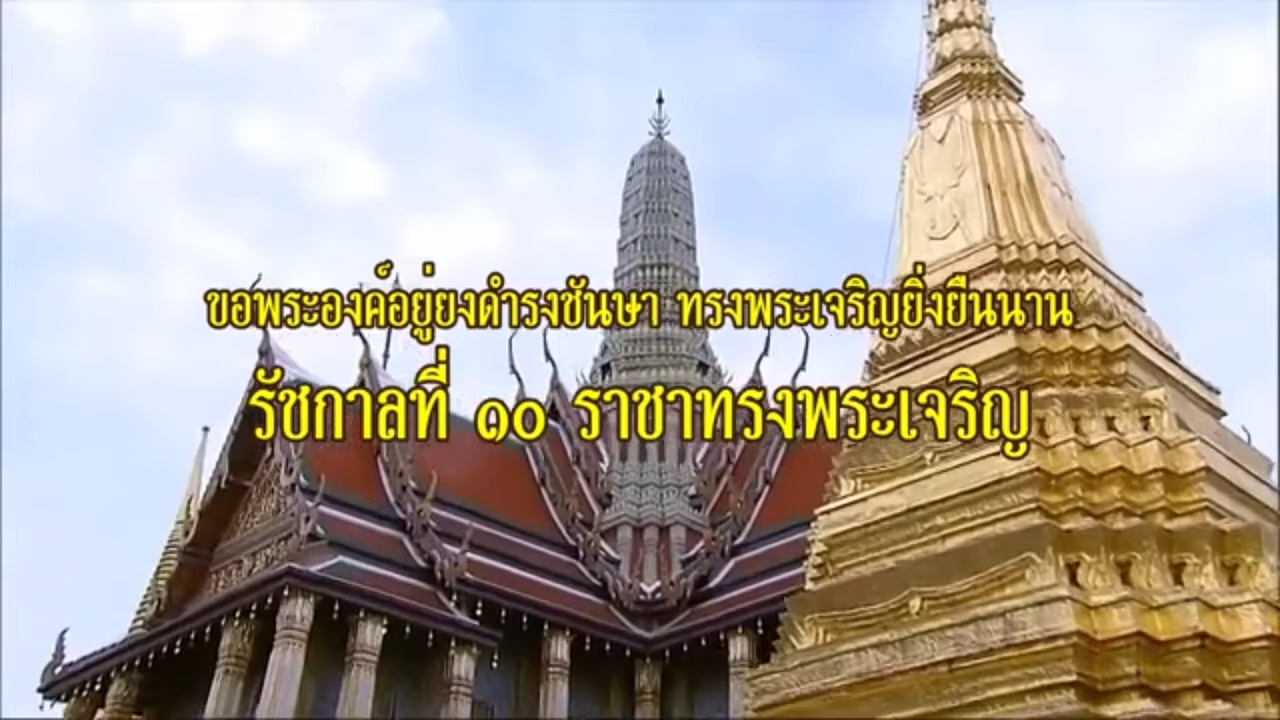 ขอพระองค์อยู่ยงดำรงชันษา ทรงพระเจริญยิ่งยืนนาน
รัชกาลที่ ๑๐ ราชาทรงพระเจริญ